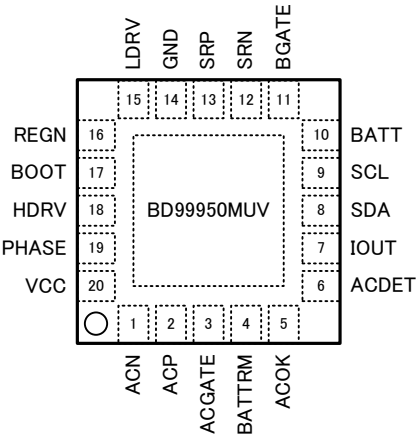 LDRV GND SRP SRN BGATE
15 14 13 12 11
REGN 16 10 BATT
BOOT 17 9 SCL
HDRV 18 BD99950MUV 8 SDA
PHASE 19 7 IOUT
VCC 20 6 ACDET
1 2 3 4 5
ACN ACP ACGATE BATTRM ACOK